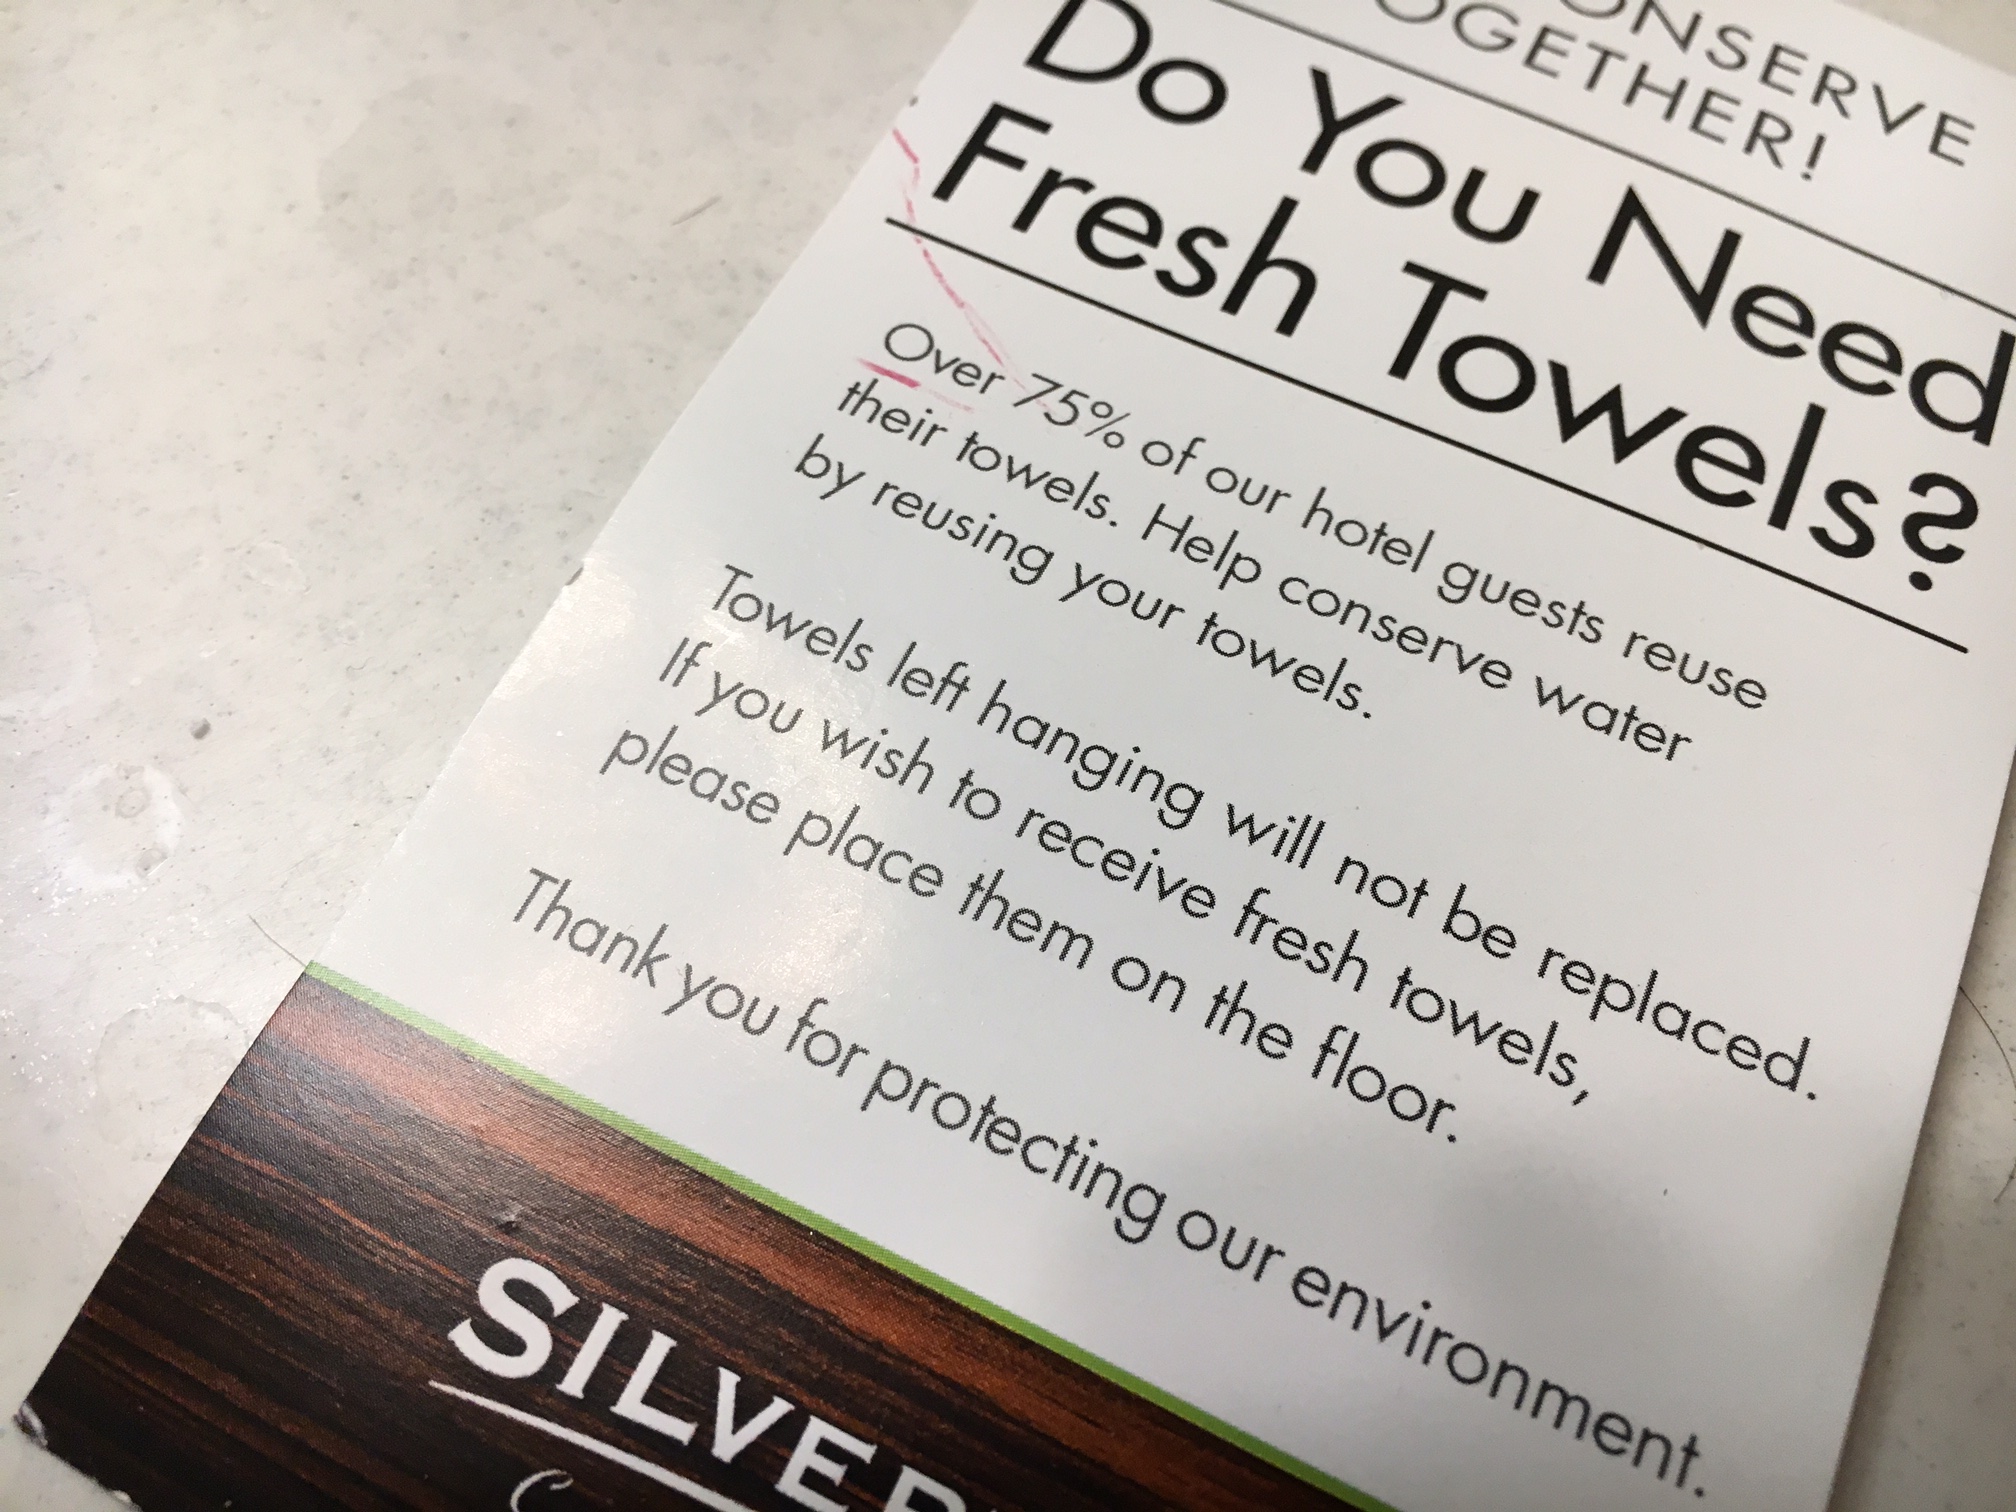 TOGETHER!
Do You Need
Fresh Towels?
Over 75% of our hotel guests reuse
their towels. Help conserve water
by reusing your towels.
Towels left hanging will not be replaced.
If you wish to receive fresh towels,
please place them on the floor.
Thank you for protecting our environment.